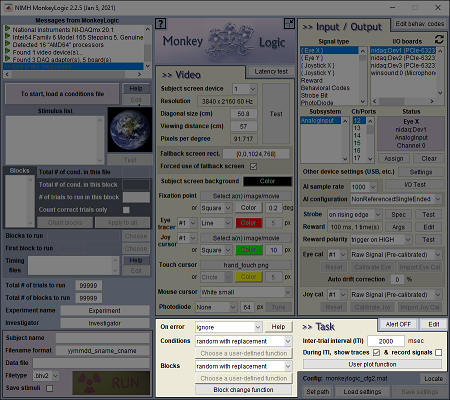 NIMH MonkeyLogic 2.2.5 (Jan 5, 2021)
Messages from MonkeyLogic
National Instruments NI-DAQmx 20.1
Intel64 Family 6 Model 165 Stepping 5, Genuine
Detected 16 "AMD64" processors
Found 1 video device(s)...
Found 3 DAQ adaptor(s), 5 board(s)
To start, load a conditions file
Help
Edit
Stimulus list
Test
Blocks
Total # of cond. in this file
Total # of cond. in this block
# of trials to run in this block
Count correct trials only
Chart blocks
Apply to all
Blocks to run
Choose
First block to run
Choose
Timing files
Help
Edit
Total # of trials to run
99999
Total # of blocks to run
99999
Experiment name
Experiment
Investigator
Investigator
Subject name
Filename format
yymmdd_sname_cname
Data file
Filetype
.bhv2
Save stimuli
RUN
Monkey Logic
>> Video
Latency test
Subject screen device
1
Resolution
3840 x 2160 60 Hz
Diagonal size (cm)
50.8
Test
Viewing distance (cm)
57
Pixels per degree
91.717
Fallback screen rect.
[0,0,1024,768]
Forced use of fallback screen
Subject screen background
Color
Fixation point
Select a(n) image/movie
or
Square
Color
0.2
deg
Eye tracer
#1
Line
Color
5
px
Joy cursor
#1
Select a(n) image/movie
or
Square
Color
10
px
Touch cursor
hand_touch.png
or
Circle
Color
5
px
Mouse cursor
White small
Photodiode
None
64
px
Tune
On error
ignore
Help
Conditions
random with replacement
Choose a user-defined function
Blocks
random with replacement
Choose a user-defined function
Block change function
>> Input / Output
Edit behav. codes
Signal type
I/O boards
( Eye X )
( Eye Y )
( Joystick X )
( Joystick Y )
Reward
Behavioral Codes
Strobe Bit
PhotoDiode
nidaq:Dev1 (PCIe-6323)
nidaq:Dev2 (PCIe-6323)
nidaq:Dev3 (PCIe-6323)
winsound:0 (Microphon
Subsystem
Ch/Ports
Status
AnalogInput
12
13
14
15
16
17
Eye X
nidaq:Dev1
AnalogInput
Channel 0
Assign
Clear
Other device settings (USB, etc.)
Settings
AI sample rate
1000
I/O Test
AI configuration
NonReferencedSingleEnded
Strobe
on rising edge
Spec
Test
Reward
100 ms, 1 time(s)
Args
Edit
Reward polarity
trigger on HIGH
Test
Eye cal
#1
Raw Signal (Pre-calibrated)
Reset
Calibrate Eye
Import Eye Cal
Auto drift correction
0
%
Joy cal
#1
Raw Signal (Pre-calibrated)
Reset
Calibrate Joy
Import Joy Cal
>> Task
Alert OFF
Edit
Inter-trial interval (ITI)
2000
msec
During ITI, show traces
& record signals
User plot function
Config: monkeylogic_cfg2.mat
Locate
Set path
Load settings
Save settings